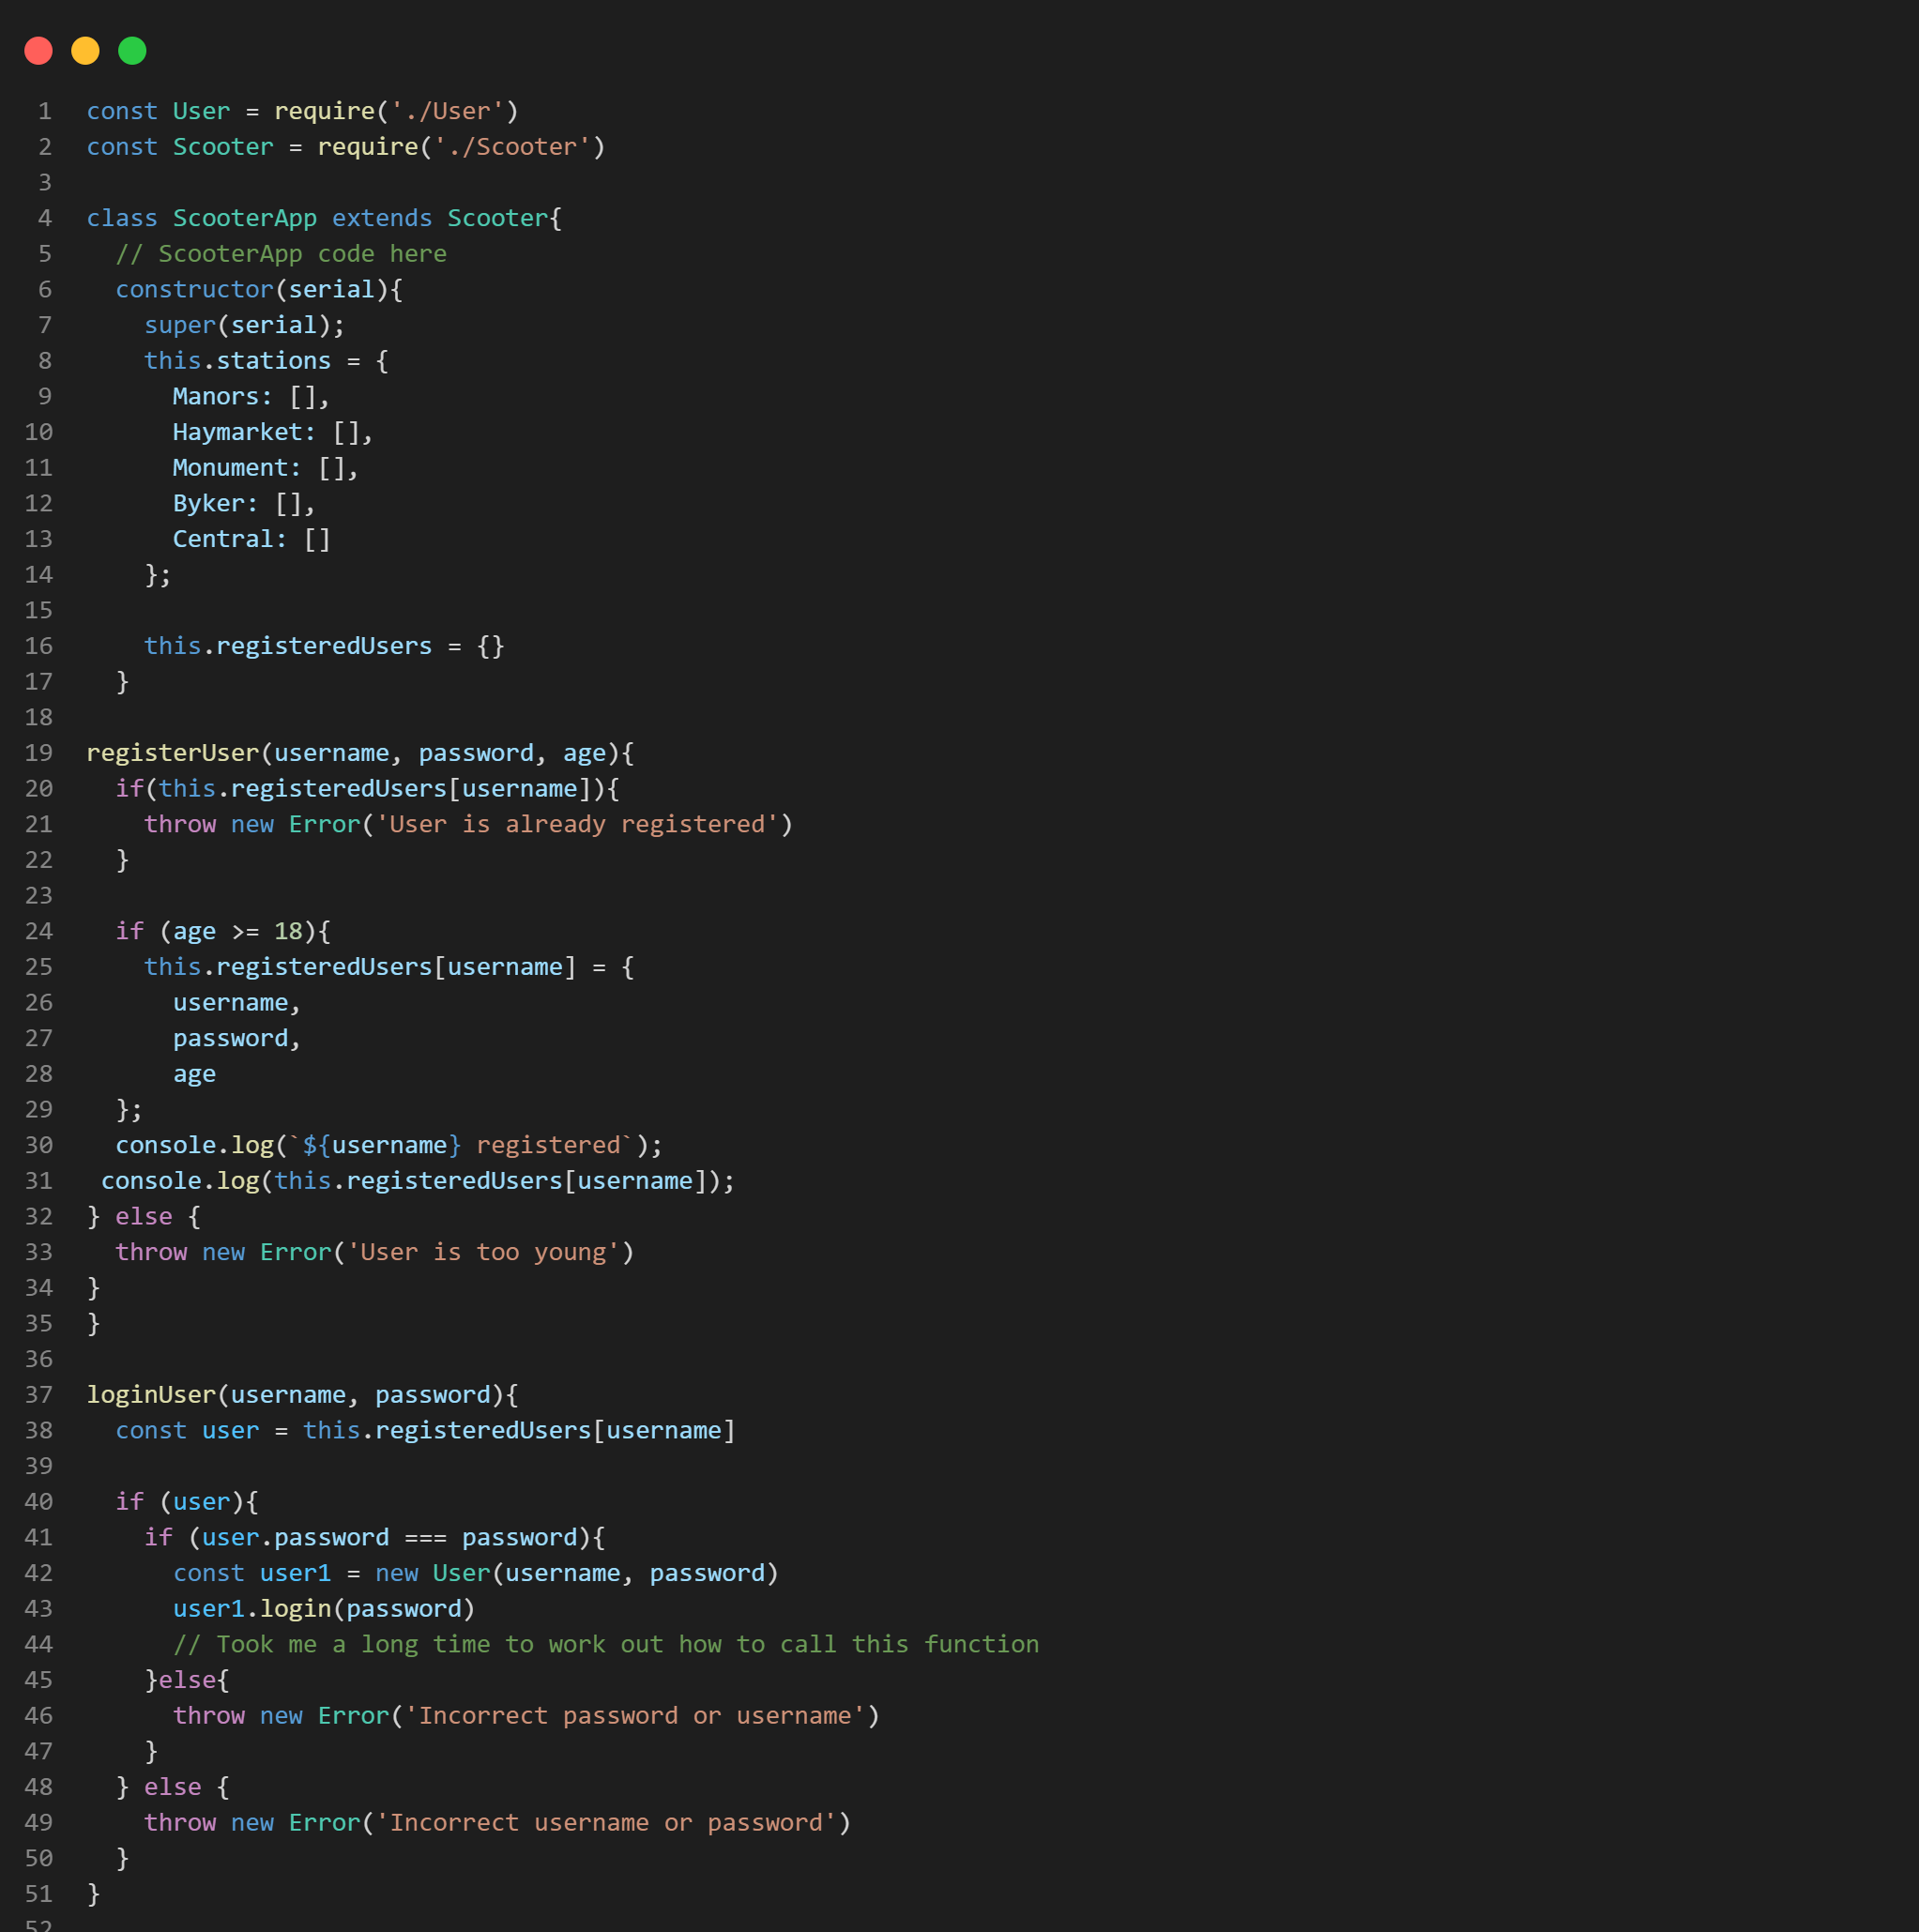 1 const User = require('./User')
2 const Scooter = require('./Scooter')
3
4 class ScooterApp extends Scooter{
5   // ScooterApp code here
6   constructor(serial){
7     super(serial);
8     this.stations = {
9       Manors: [],
10       Haymarket: [],
11       Monument: [],
12       Byker: [],
13       Central: []
14     };
15
16     this.registeredUsers = {}
17   }
18
19 registerUser(username, password, age){
20   if(this.registeredUsers[username]){
21     throw new Error('User is already registered')
22   }
23
24   if (age >= 18){
25     this.registeredUsers[username] = {
26       username,
27       password,
28       age
29   };
30   console.log(`${username} registered`);
31  console.log(this.registeredUsers[username]);
32 } else {
33   throw new Error('User is too young')
34 }
35 }
36
37 loginUser(username, password){
38   const user = this.registeredUsers[username]
39
40   if (user){
41     if (user.password === password){
42       const user1 = new User(username, password)
43       user1.login(password)
44       // Took me a long time to work out how to call this function
45     }else{
46       throw new Error('Incorrect password or username')
47     }
48   } else {
49     throw new Error('Incorrect username or password')
50   }
51 }
52